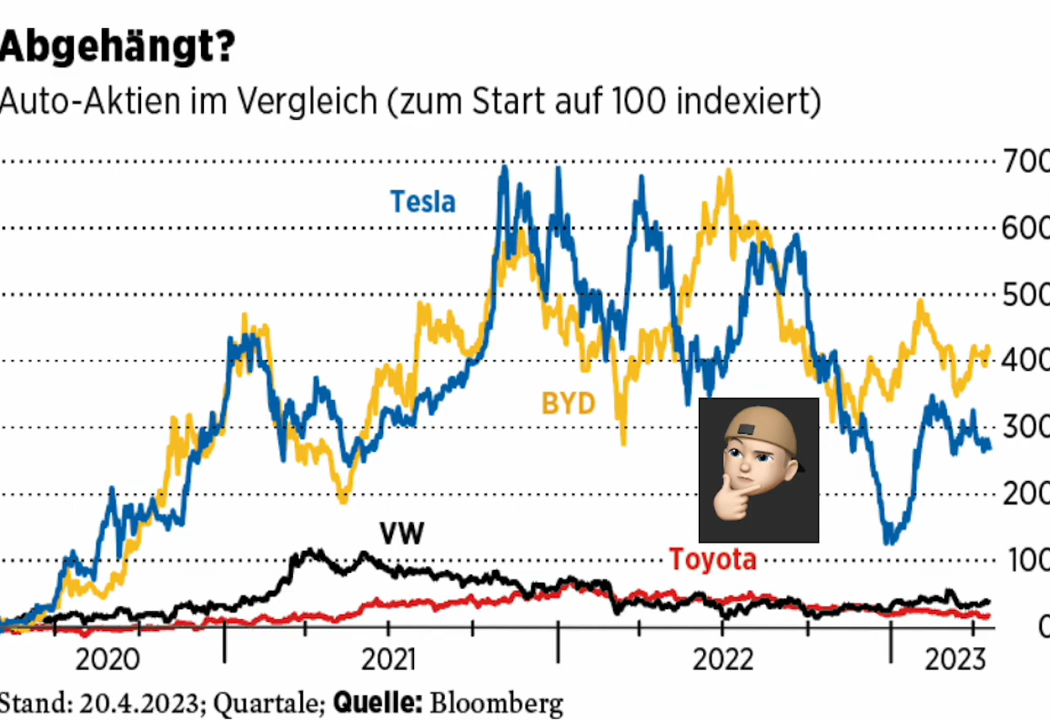 Abgehängt?
Auto-Aktien im Vergleich (zum Start auf 100 indexiert)
700
Tesla
600
500
400
BYD
300
200
VW
Toyota
100
0
2020 2021 2022 2023
Stand: 20.4.2023; Quartale; Quelle: Bloomberg